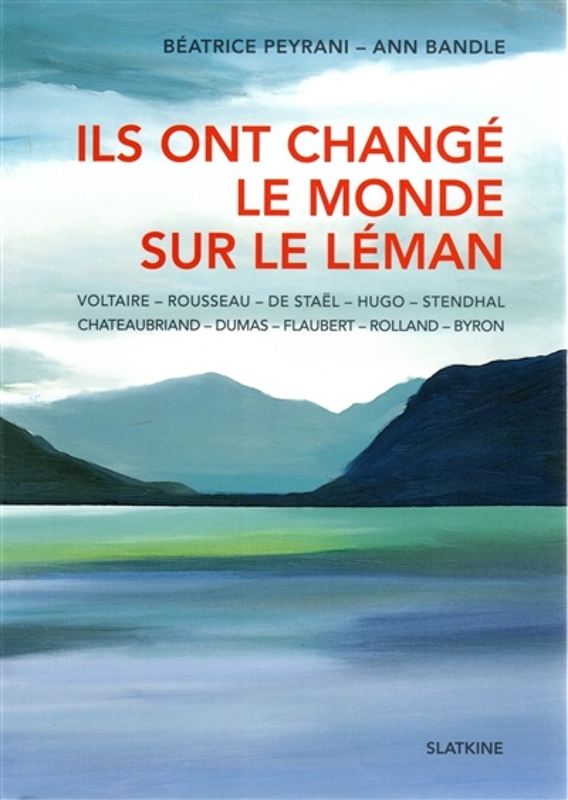 BÉATRICE PEYRANI – ANN BANDLE
ILS ONT CHANGÉ
LE MONDE
SUR LE LÉMAN
VOLTAIRE – ROUSSEAU – DE STAËL – HUGO – STENDHAL
CHATEAUBRIAND – DUMAS – FLAUBERT – ROLLAND – BYRON
SLATKINE